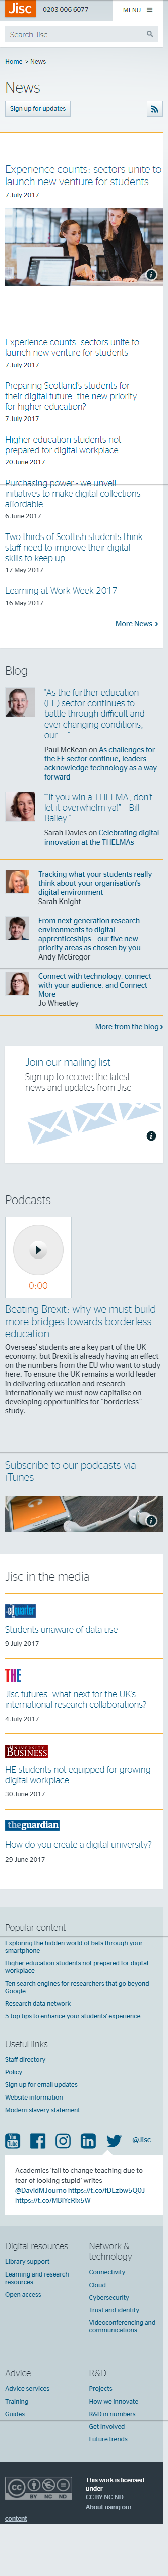 Jisc
0203 006 6077
MENU
Search Jisc
Home > News
News
Sign up for updates
Experience counts: sectors unite to
launch new venture for students
7 July 2017
Experience counts: sectors unite to
launch new venture for students
7 July 2017
Preparing Scotland's students for
their digital future: the new priority
for higher education?
7 July 2017
Higher education students not
prepared for digital workplace
20 June 2017
Purchasing power - we unveil
initiatives to make digital collections
affordable
6 June 2017
Two thirds of Scottish students think
staff need to improve their digital
skills to keep up
17 May 2017
Learning at Work Week 2017
16 May 2017
More News
Blog
"As the further education
(FE) sector continues to
battle through difficult and
ever-changing conditions,
our ..."
Paul McKean on As challenges for
the FE sector continue, leaders
acknowledge technology as a way
forward
""If you win a THELMA, don't
let it overwhelm ya!" – Bill
Bailey."
Sarah Davies on Celebrating digital
innovation at the THELMAs
Tracking what your students really
think about your organisation's
digital environment
Sarah Knight
From next generation research
environments to digital
apprenticeships – our five new
priority areas as chosen by you
Andy McGregor
Connect with technology, connect
with your audience, and Connect
More
Jo Wheatley
More from the blog
Join our mailing list
Sign up to receive the latest
news and updates from Jisc
Podcasts
0:00
Beating Brexit: why we must build
more bridges towards borderless
education
Overseas' students are a key part of the UK
economy, but Brexit is already having an effect
on the numbers from the EU who want to study
here. To ensure the UK remains a world leader
in delivering education and research
internationally we must now capitalise on
developing opportunities for "borderless"
study.
Subscribe to our podcasts via
iTunes
Jisc in the media
Students unaware of data use
9 July 2017
THE
Jisc futures: what next for the UK's
international research collaborations?
4 July 2017
UNIVERSITY
BUSINESS
HE students not equipped for growing
digital workplace
30 June 2017
theguardian
How do you create a digital university?
29 June 2017
Popular content
Exploring the hidden world of bats through your
smartphone
Higher education students not prepared for digital
workplace
Ten search engines for researchers that go beyond
Google
Research data network
5 top tips to enhance your students' experience
Useful links
Staff directory
Policy
Sign up for email updates
Website information
Modern slavery statement
@Jisc
Academics 'fail to change teaching due to
fear of looking stupid' writes
@DavidMJourno https://t.co/fDEzbw5Q0J
https://t.co/MBlYcRix5W
Digital resources
Library support
Learning and research
resources
Open access
Network &
technology
Connectivity
Cloud
Cybersecurity
Trust and identity
Videoconferencing and
communications
Advice
Advice services
Training
Guides
R&D
Projects
How we innovate
R&D in numbers
Get involved
Future trends
BY NC ND
This work is licensed
under
CC BY-NC-ND
About using our
content